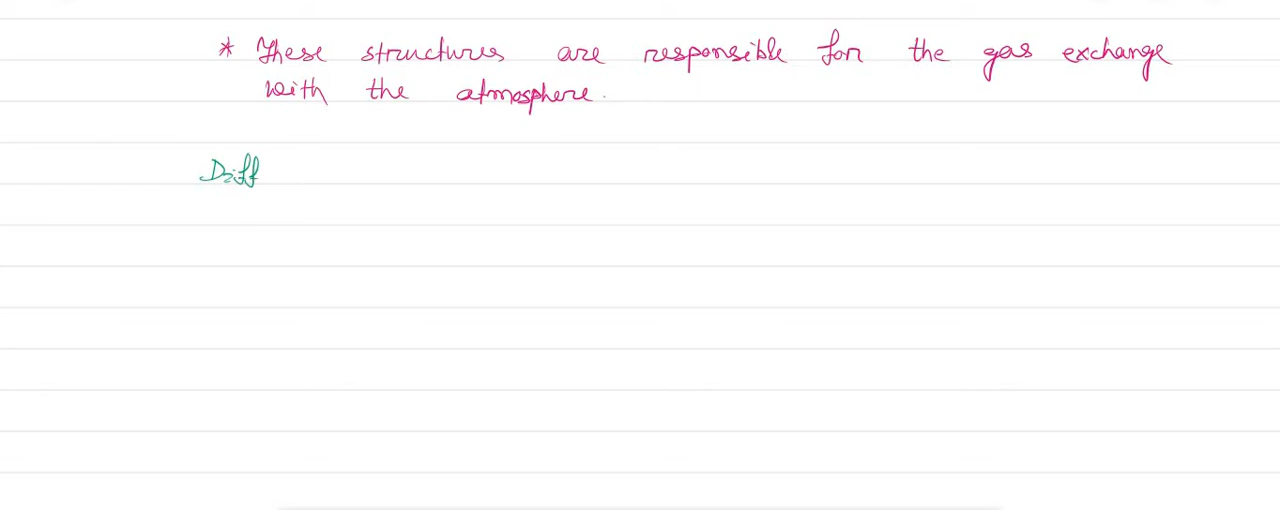 * These structures are responsible for the gas exchange
with the atmosphere.
Diff